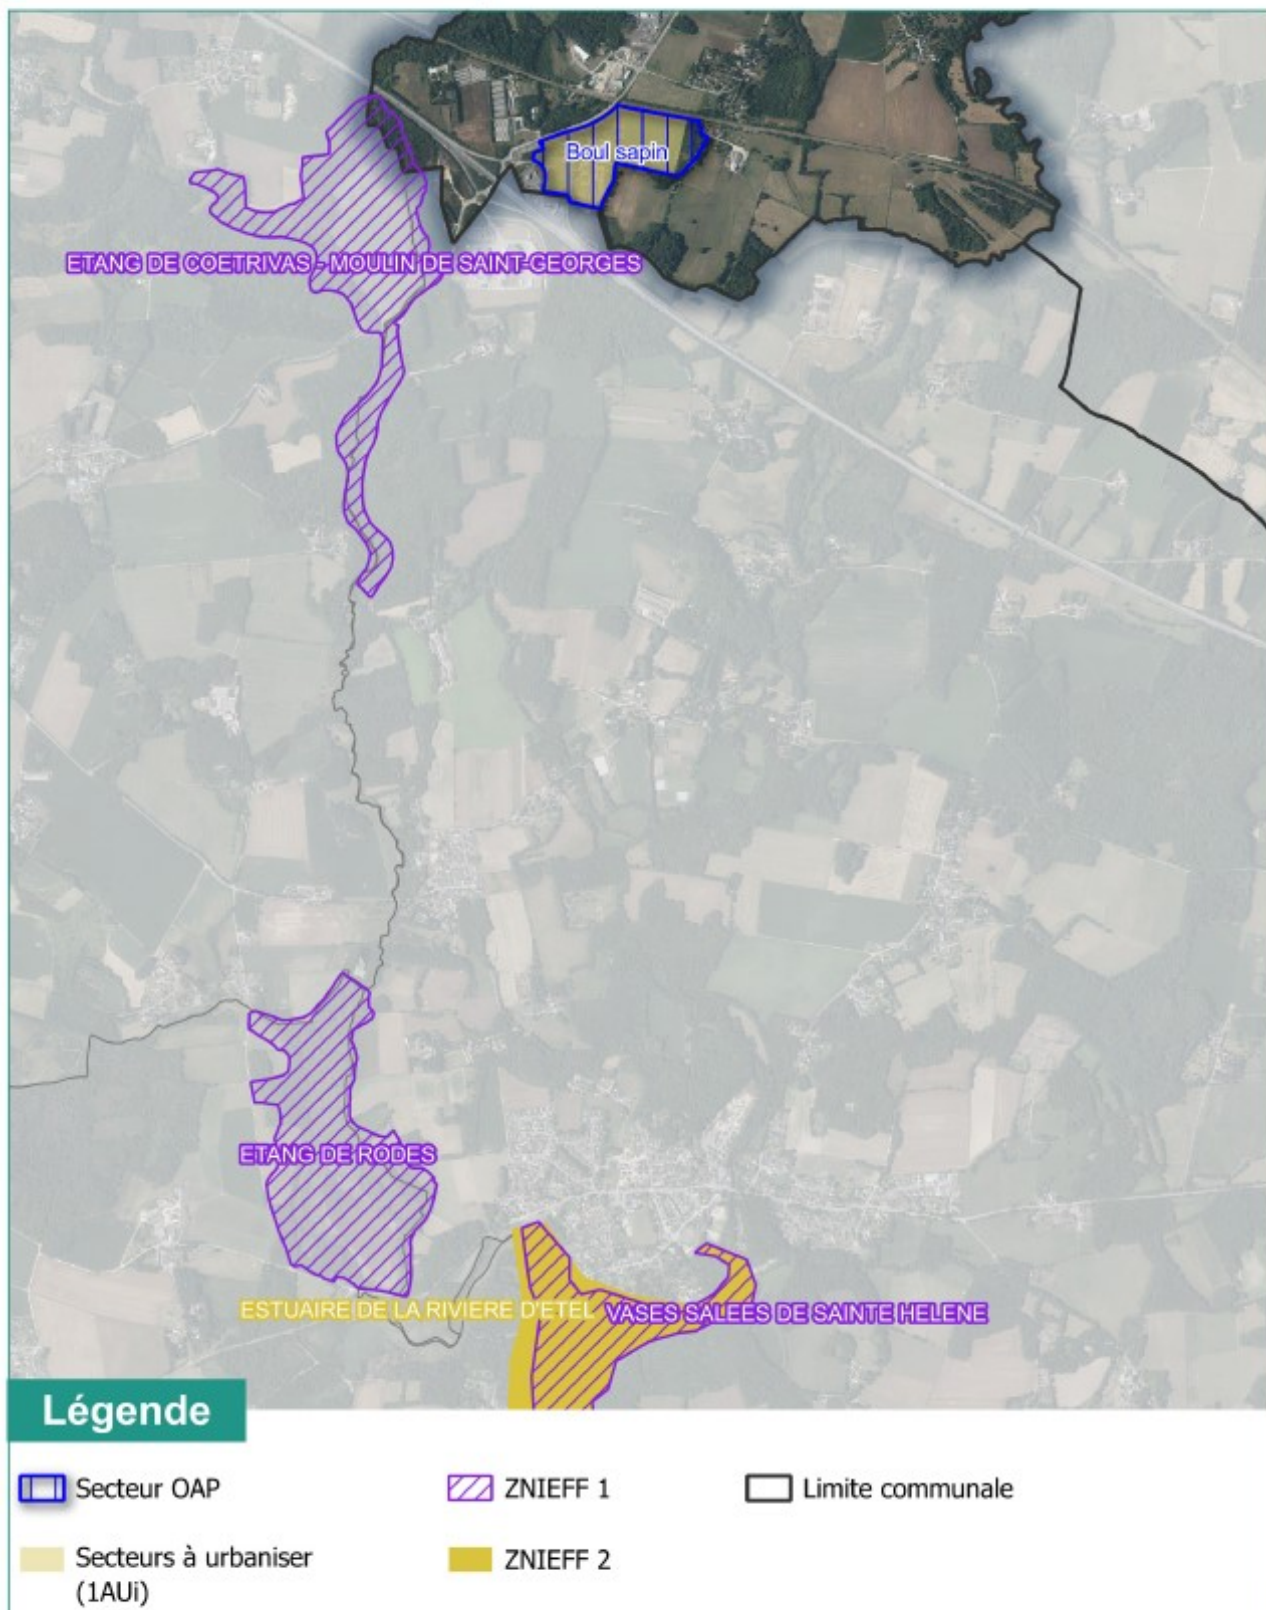 Boul sapin
ETANG DE COETRIVAS - MOULIN DE SAINT-GEORGES
ETANG DE RODES
ESTUAIRE DE LA RIVIERE D'ETEL
VASES SALEES DE SAINTE HELENE
Légende
Secteur OAP
ZNIEFF 1
Limite communale
Secteurs à urbaniser
(1AUi)
ZNIEFF 2